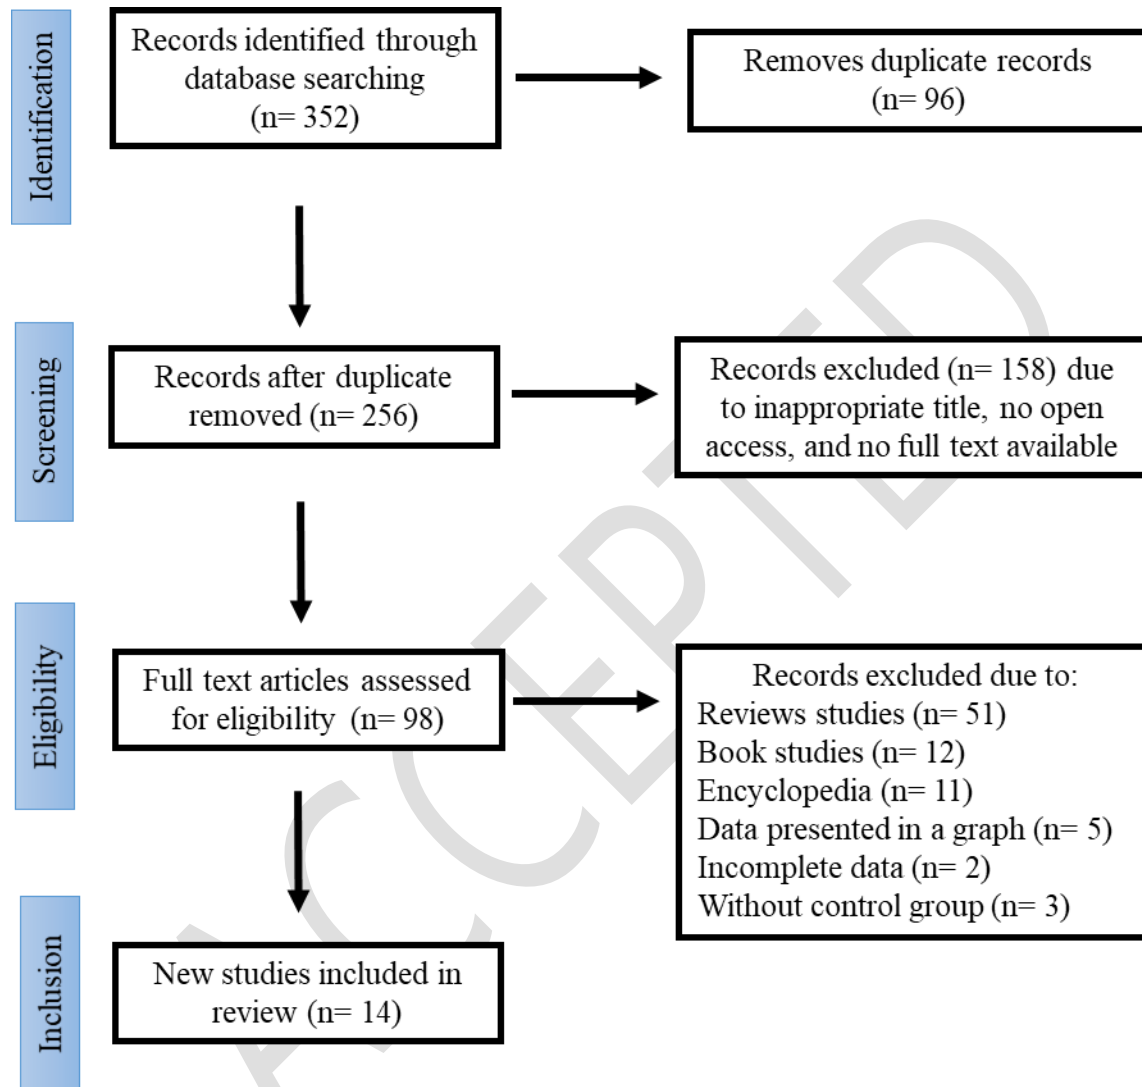 Identification
Records identified through
database searching
(n= 352)
Removes duplicate records
(n= 96)
Screening
Records after duplicate
removed (n= 256)
Records excluded (n= 158) due
to inappropriate title, no open
access, and no full text available
Eligibility
Full text articles assessed
for eligibility (n= 98)
Records excluded due to:
Reviews studies (n= 51)
Book studies (n= 12)
Encyclopedia (n= 11)
Data presented in a graph (n= 5)
Incomplete data (n= 2)
Without control group (n= 3)
Inclusion
New studies included in
review (n= 14)
ACCEPTED